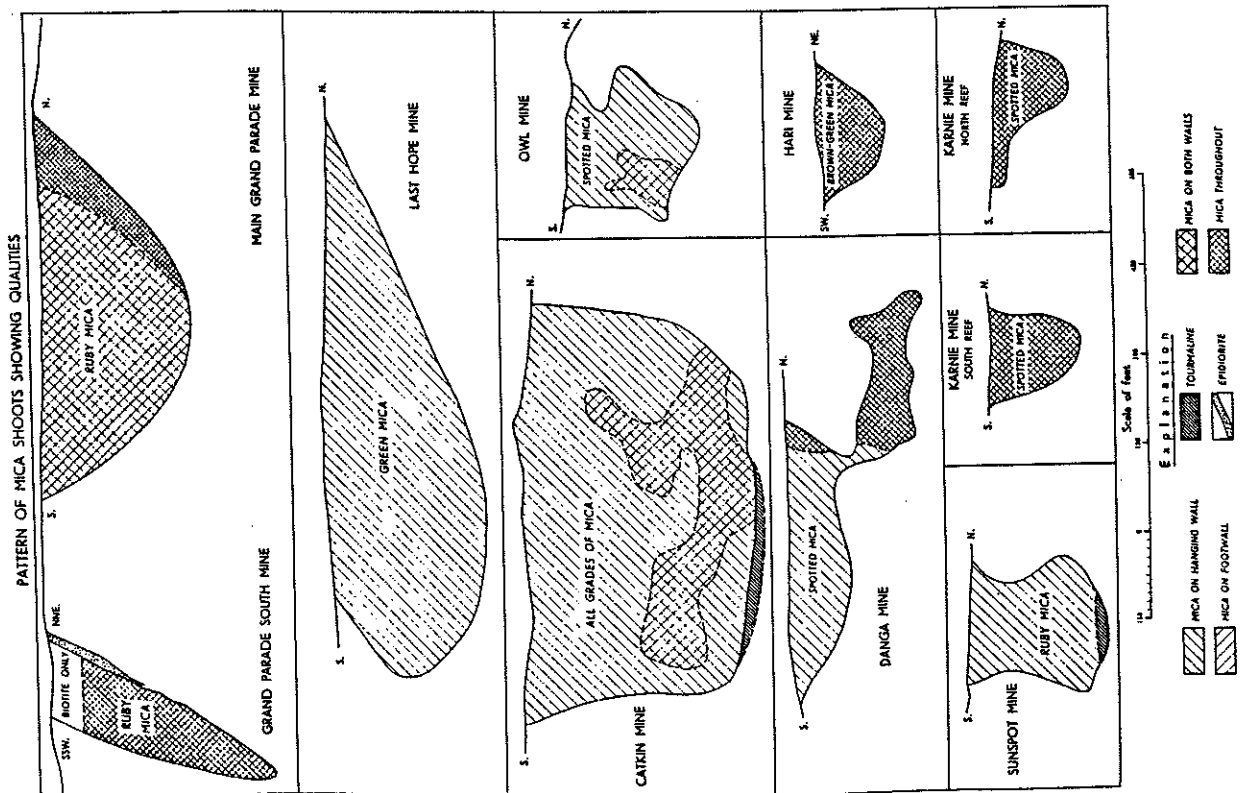 PATTERN OF MICA SHOOTS SHOWING QUALITIES
SSW.
NNE.
BIOTITE ONLY
RUBY
MICA
GRAND PARADE SOUTH MINE
S.
N.
RUBY MICA
MAIN GRAND PARADE MINE
S.
N.
GREEN MICA
LAST HOPE MINE
S.
N.
ALL GRADES OF MICA
CATKIN MINE
OWL MINE
S.
N.
SPOTTED MICA
S.
N.
SPOTTED MICA
DANGA MINE
HARI MINE
SW.
NE.
BROWN-GREEN MICA
S.
N.
RUBY MICA
SUNSPOT MINE
KARNIE MINE
SOUTH REEF
S.
N.
SPOTTED MICA
KARNIE MINE
NORTH REEF
S.
N.
SPOTTED MICA
Scale of feet
Explanation
MICA ON HANGING WALL
TOURMALINE
MICA ON BOTH WALLS
MICA ON FOOTWALL
EPIDIORITE
MICA THROUGHOUT